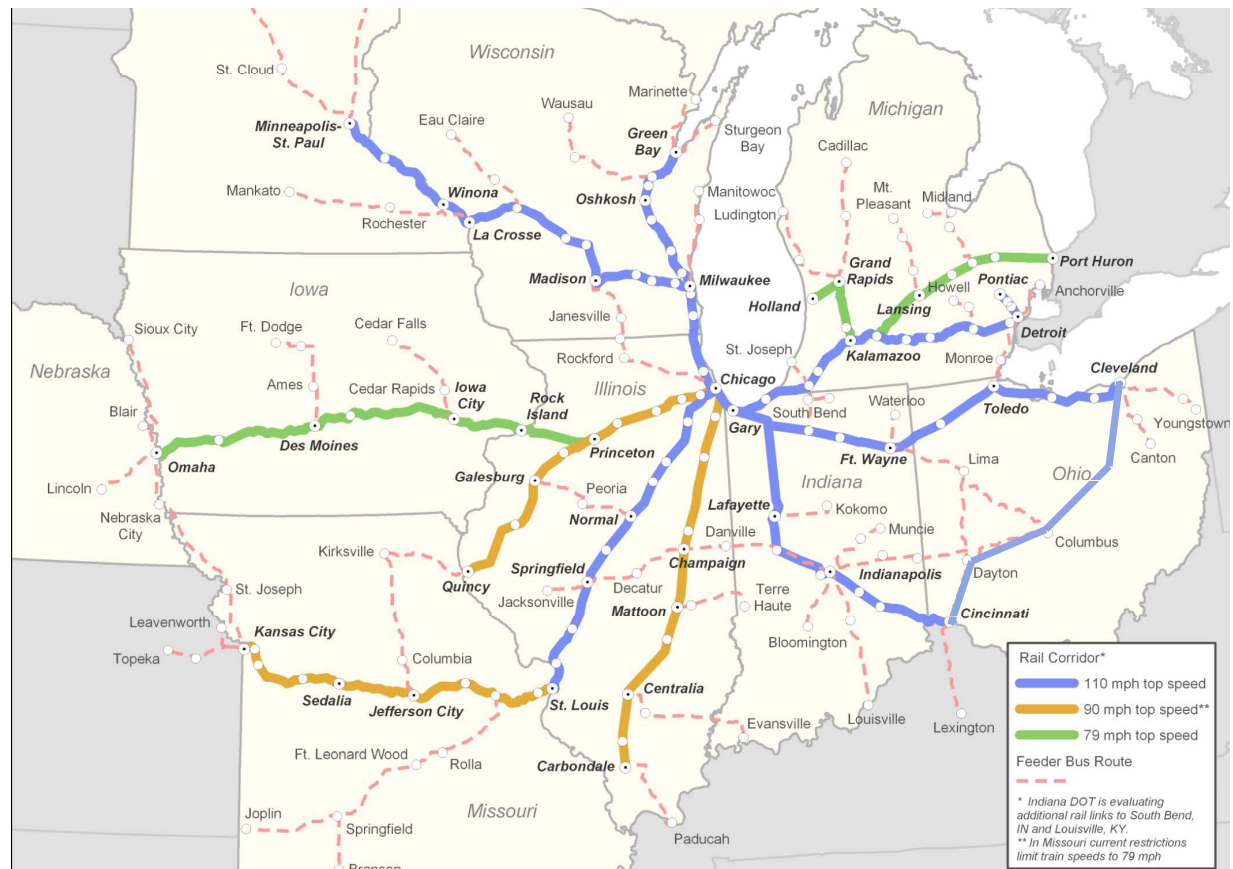 Wisconsin
St. Cloud
Marinette
Wausau
Michigan
Minneapolis-
St. Paul
Eau Claire
Green
Bay
Sturgeon
Bay
Cadillac
Mankato
Winona
Oshkosh
Manitowoc
Ludington
Mt.
Pleasant
Midland
Rochester
La Crosse
Madison
Milwaukee
Grand
Rapids
Port Huron
Pontiac
Holland
Lansing
Howell
Anchorville
Iowa
Janesville
Detroit
Sioux City
Ft. Dodge
Cedar Falls
Rockford
St. Joseph
Kalamazoo
Monroe
Nebraska
Chicago
Cleveland
Ames
Cedar Rapids
Iowa
City
Illinois
Rock
Island
Gary
South Bend
Waterloo
Toledo
Blair
Youngstown
Des Moines
Princeton
Ft. Wayne
Canton
Omaha
Galesburg
Lima
Ohio
Lincoln
Peoria
Indiana
Nebraska
City
Normal
Lafayette
Kokomo
Danville
Muncie
Columbus
Kirksville
Springfield
Champaign
Indianapolis
Dayton
Quincy
Decatur
Jacksonville
Mattoon
Terre
Haute
St. Joseph
Cincinnati
Leavenworth
Kansas City
Bloomington
Topeka
Columbia
Sedalia
Jefferson City
St. Louis
Centralia
Evansville
Louisville
Lexington
Ft. Leonard Wood
Rolla
Carbondale
Joplin
Springfield
Missouri
Paducah
Branson
Rail Corridor*
110 mph top speed
90 mph top speed**
79 mph top speed
Feeder Bus Route
* Indiana DOT is evaluating
additional rail links to South Bend,
IN and Louisville, KY.
** In Missouri current restrictions
limit train speeds to 79 mph